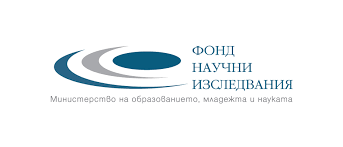 ФОНД
НАУЧНИ
ИЗСЛЕДВАНИЯ
Министерство на образованието, младежта и науката